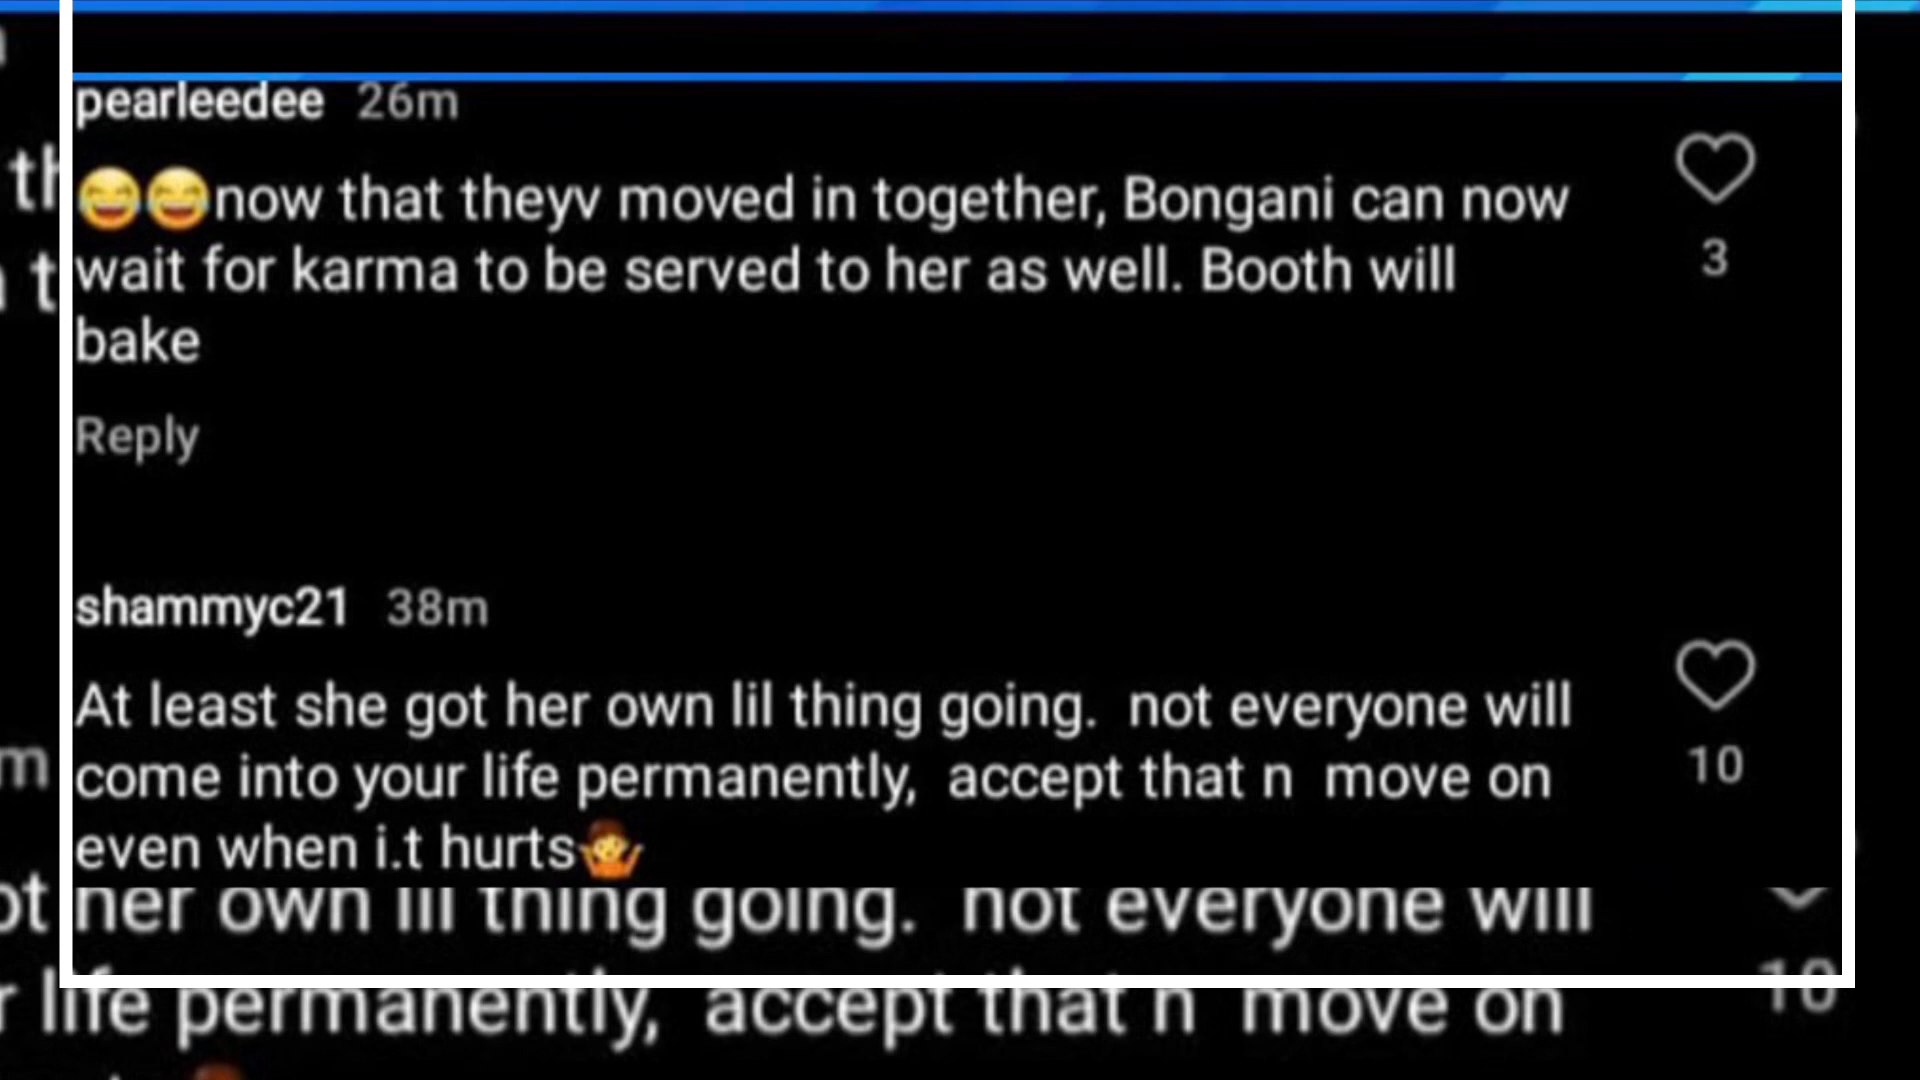 pearleedee 26m
😂😂now that theyv moved in together, Bongani can now
wait for karma to be served to her as well. Booth will
bake
3
Reply
shammyc21 38m
At least she got her own lil thing going. not everyone will
come into your life permanently, accept that n move on
even when i.t hurts🤷
10
her own lil thing going. not everyone will
life permanently, accept that n move on
10